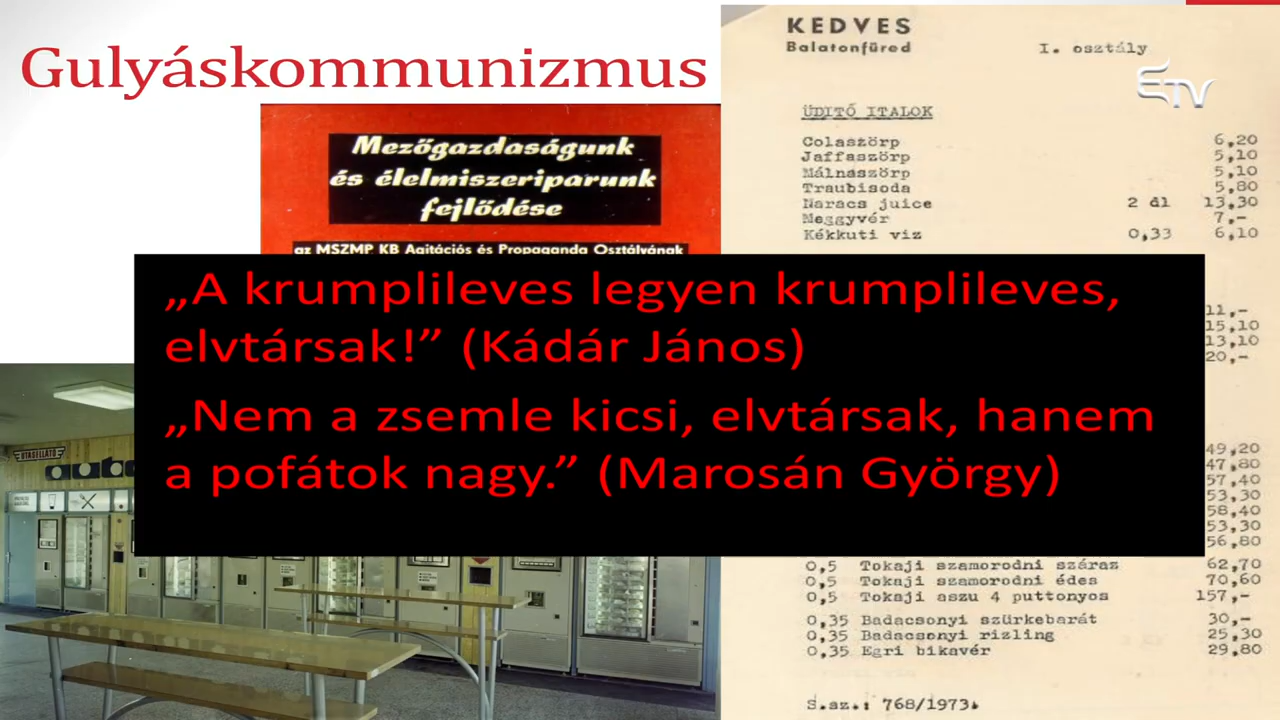 Gulyáskommunizmus
KEDVES
Balatonfüred
I. osztály
ETV
ÜDITŐ ITALOK
Colaszörp 6,20
Jaffaszörp 5,10
Málnaszörp 5,10
Traubisoda 5,80
Naracs juice 2 dl 13,30
Meggyvér 7,-
Kékkuti viz 0,33 6,10
Mezőgazdaságunk
és élelmiszeriparunk
fejlődése
az MSZMP KB Agitációs és Propaganda Osztályának
„A krumplileves legyen krumplileves,
elvtársak!” (Kádár János)
„Nem a zsemle kicsi, elvtársak, hanem
a pofátok nagy.” (Marosán György)
11,-
15,10
13,10
20,-
49,20
47,80
57,40
53,30
58,40
53,30
56,80
0,5 Tokaji szamorodni száraz 62,70
0,5 Tokaji szamorodni édes 70,60
0,5 Tokaji aszu 4 puttonyos 157,-
0,35 Badacsonyi szürkebarát 30,-
0,35 Badacsonyi rizling 25,30
0,35 Egri bikavér 29,80
S.sz.: 768/1973.
UTASELLÁTÓ